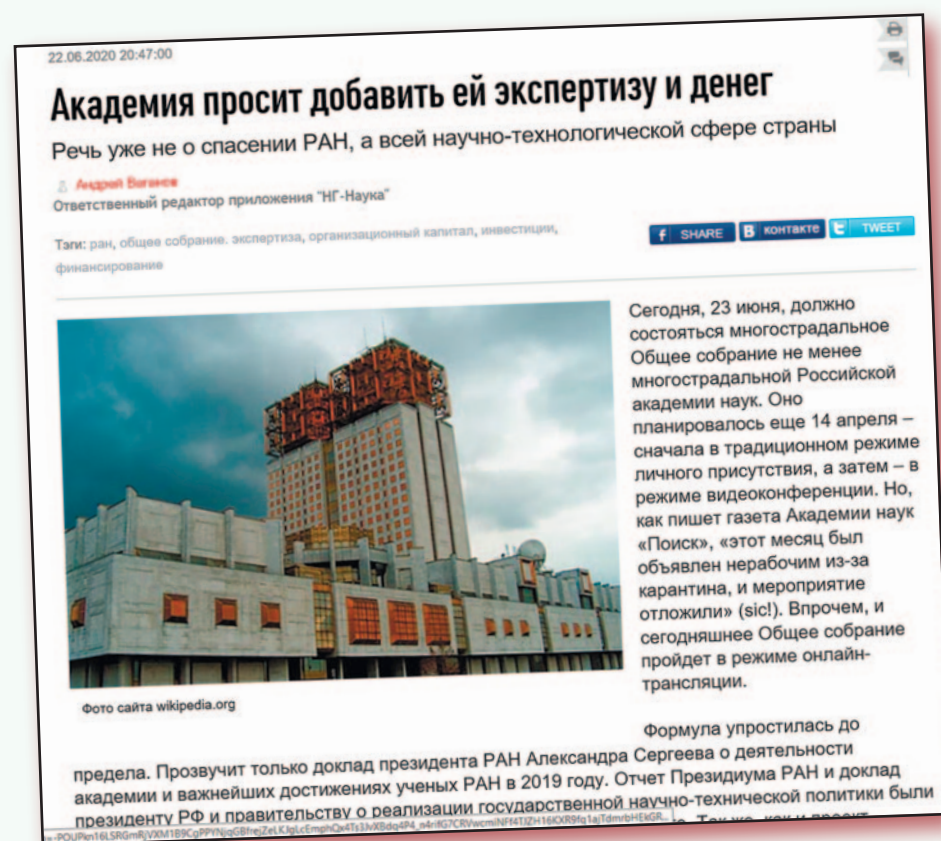 22.06.2020 20:47:00
Академия просит добавить ей экспертизу и денег
Речь уже не о спасении РАН, а всей научно-технологической сфере страны
Андрей Ваганов
Ответственный редактор приложения "НГ-Наука"
Тэги: ран, общее собрание. экспертиза, организационный капитал, инвестиции,
финансирование
f SHARE В КОНТАКТЕ t TWEET
Сегодня, 23 июня, должно
состояться многострадальное
Общее собрание не менее
многострадальной Российской
академии наук. Оно
планировалось еще 14 апреля –
сначала в традиционном режиме
личного присутствия, а затем – в
режиме видеоконференции. Но,
как пишет газета Академии наук
«Поиск», «этот месяц был
объявлен нерабочим из-за
карантина, и мероприятие
отложили» (sic!). Впрочем, и
сегодняшнее Общее собрание
пройдет в режиме онлайн-
трансляции.
Фото сайта wikipedia.org
Формула упростилась до
предела. Прозвучит только доклад президента РАН Александра Сергеева о деятельности
академии и важнейших достижениях ученых РАН в 2019 году. Отчет Президиума РАН и доклад
президенту РФ и правительству о реализации государственной научно-технической политики были